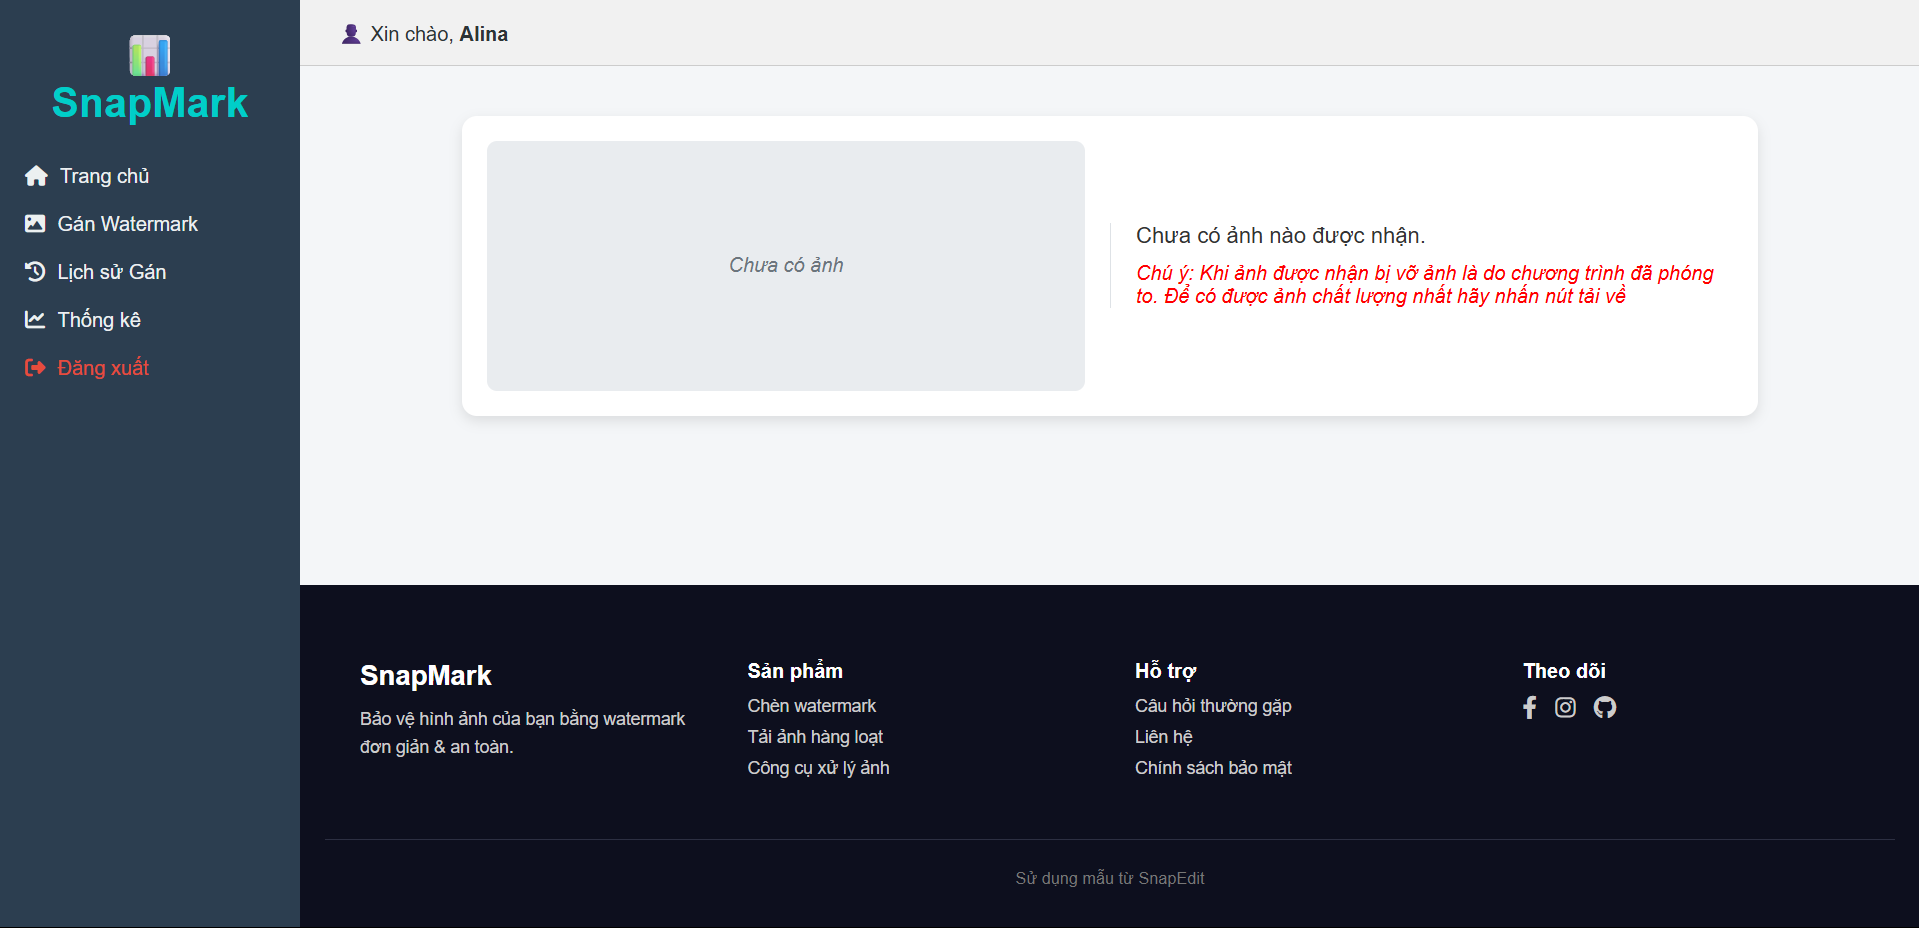 SnapMark
Trang chủ
Gán Watermark
Lịch sử Gán
Thống kê
Đăng xuất
Xin chào, Alina
Chưa có ảnh
Chưa có ảnh nào được nhận.
Chú ý: Khi ảnh được nhận bị vỡ ảnh là do chương trình đã phóng
to. Để có được ảnh chất lượng nhất hãy nhấn nút tải về
SnapMark
Bảo vệ hình ảnh của bạn bằng watermark
đơn giản & an toàn.
Sản phẩm
Chèn watermark
Tải ảnh hàng loạt
Công cụ xử lý ảnh
Hỗ trợ
Câu hỏi thường gặp
Liên hệ
Chính sách bảo mật
Theo dõi
Sử dụng mẫu từ SnapEdit